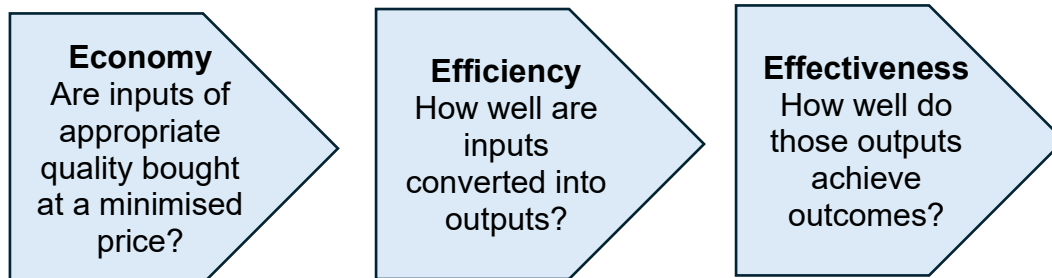 Economy
Are inputs of
appropriate
quality bought
at a minimised
price?
Efficiency
How well are
inputs
converted into
outputs?
Effectiveness
How well do
those outputs
achieve
outcomes?